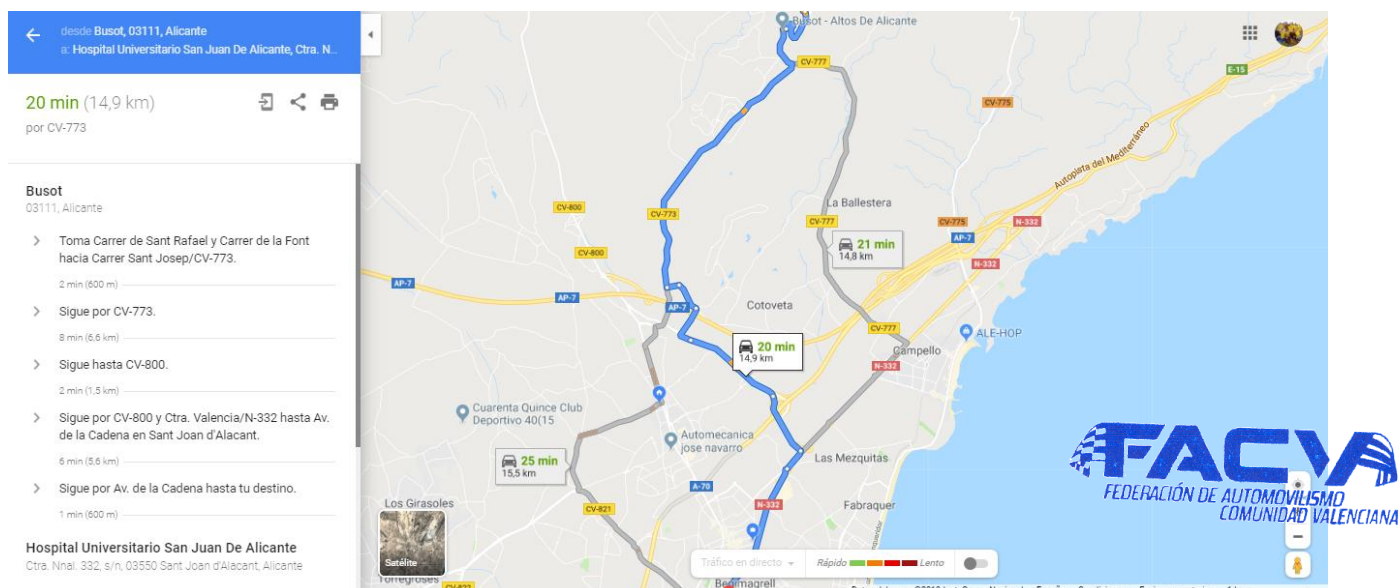 desde Busot, 03111, Alicante
a: Hospital Universitario San Juan De Alicante, Ctra. N...
20 min (14,9 km)
por CV-773
Busot
03111, Alicante
Toma Carrer de Sant Rafael y Carrer de la Font
hacia Carrer Sant Josep/CV-773.
2 min (600 m)
Sigue por CV-773.
8 min (6,6 km)
Sigue hasta CV-800.
2 min (1,5 km)
Sigue por CV-800 y Ctra. Valencia/N-332 hasta Av.
de la Cadena en Sant Joan d'Alacant.
6 min (5,6 km)
Sigue por Av. de la Cadena hasta tu destino.
1 min (600 m)
Hospital Universitario San Juan De Alicante
Ctra. Nnal. 332, s/n, 03550 Sant Joan d'Alacant, Alicante
Busot - Altos De Alicante
CV-777
E-15
CV-775
Autopista del Mediterráneo
La Ballestera
CV-800
CV-773
CV-777
CV-775
N-332
AP-7
21 min
14,8 km
CV-800
N-332
AP-7
AP-7
AP-7
Cotoveta
CV-777
ALE-HOP
20 min
14,9 km
Campello
N-332
Cuarenta Quince Club
Deportivo 40(15
Automecanica
jose navarro
Las Mezquitas
25 min
15,5 km
A-70
FACVA
FEDERACIÓN DE AUTOMOVILISMO
COMUNIDAD VALENCIANA
Los Girasoles
CV-821
N-332
Fabraquer
Satélite
Tráfico en directo
Rápido
Lento
Torregroses
CV-822
Benimagrell